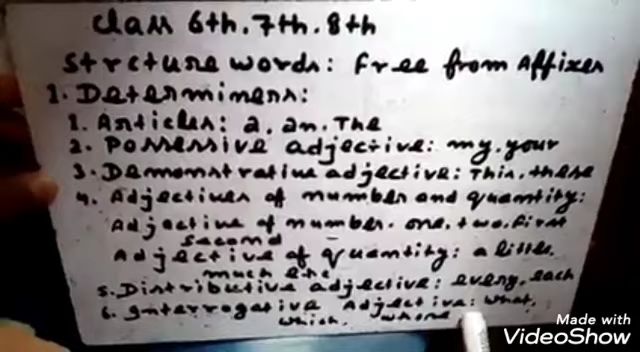 Class 6th, 7th, 8th
Strcture words: Free from Affixes
1. Determiners:
1. Articles: a, an, The
2. Possessive adjective: my, your
3. Demonstrative adjective: This, these
4. Adjectives of number and quantity:
Adjective of number. one, two, first
second
Adjective of quantity: a little,
much etc
5. Distributive adjective: every, each
6. Interrogative Adjective: what,
which, whose
Made with
VideoShow